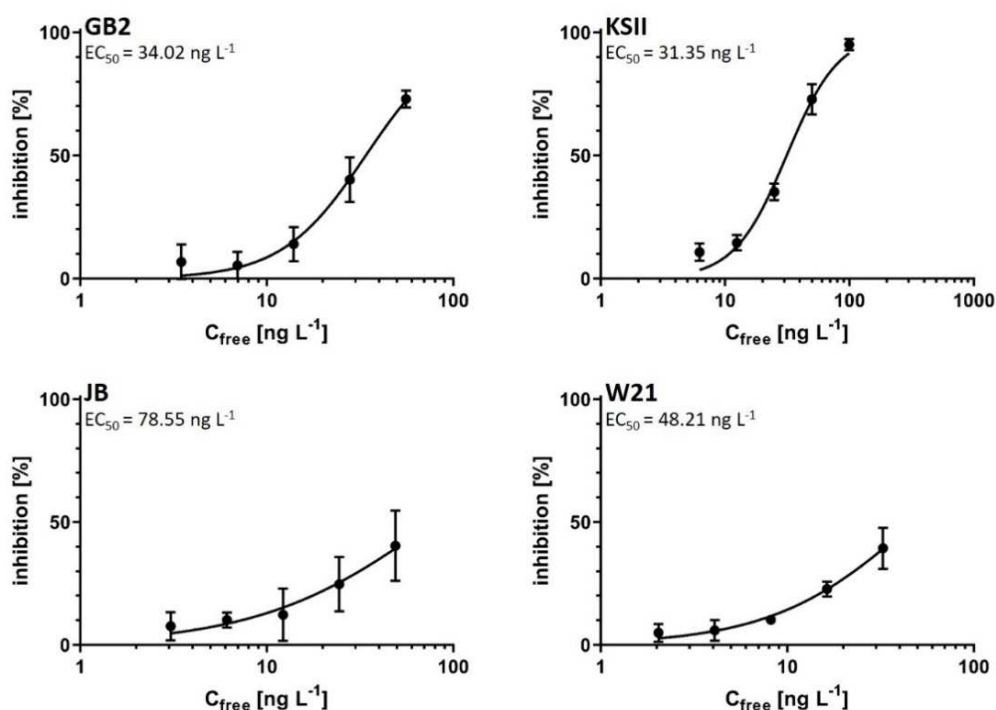 GB2
EC50 = 34.02 ng L-1
100
50
0
inhibition [%]
1
10
100
Cfree [ng L-1]
KSII
EC50 = 31.35 ng L-1
100
50
0
inhibition [%]
1
10
100
1000
Cfree [ng L-1]
JB
EC50 = 78.55 ng L-1
100
50
0
inhibition [%]
1
10
100
Cfree [ng L-1]
W21
EC50 = 48.21 ng L-1
100
50
0
inhibition [%]
1
10
100
Cfree [ng L-1]